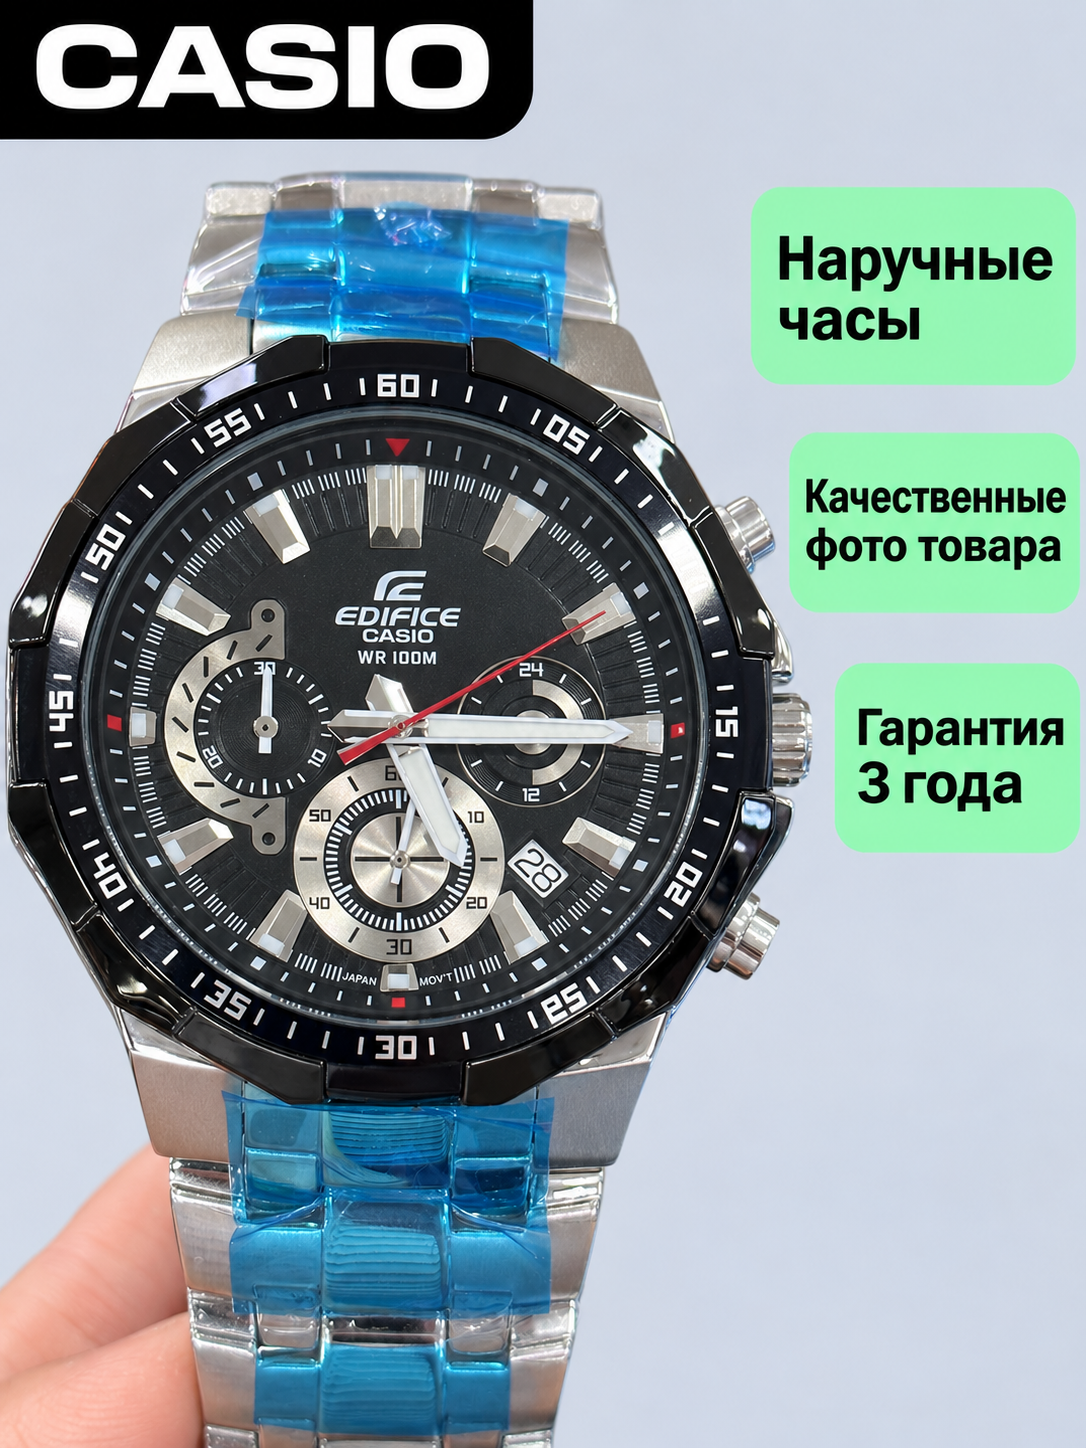 CASIO
Наручные
часы
Качественные
фото товара
Гарантия
3 года
60
05
15
20
25
30
35
40
45
50
55
EDIFICE
CASIO
WR 100M
30
20
10
24
12
60
50
10
40
20
30
28
JAPAN MOV'T